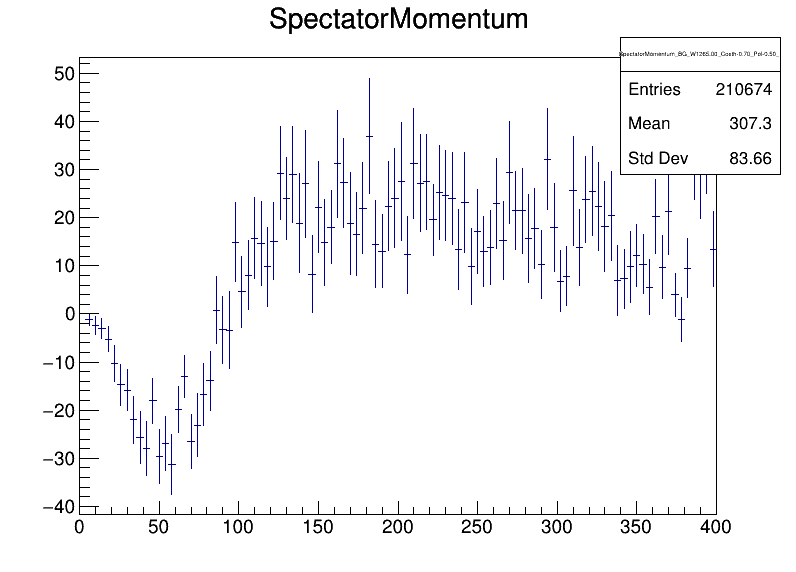 SpectatorMomentum
SpectatorMomentum_BG_W1265.00_Costh-0.70_Pol-0.50_
Entries 210674
Mean 307.3
Std Dev 83.66
50
40
30
20
10
0
−10
−20
−30
−40
0 50 100 150 200 250 300 350 400